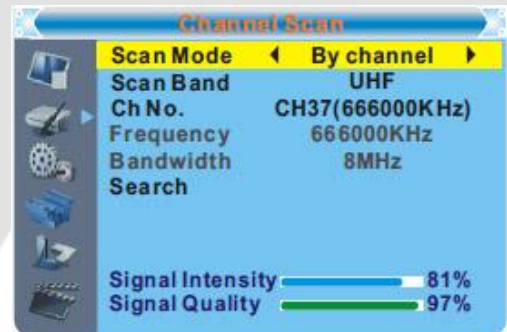 Channel Scan
Scan Mode By channel
Scan Band UHF
Ch No. CH37(666000KHz)
Frequency 666000KHz
Bandwidth 8MHz
Search
Signal Intensity 81%
Signal Quality 97%